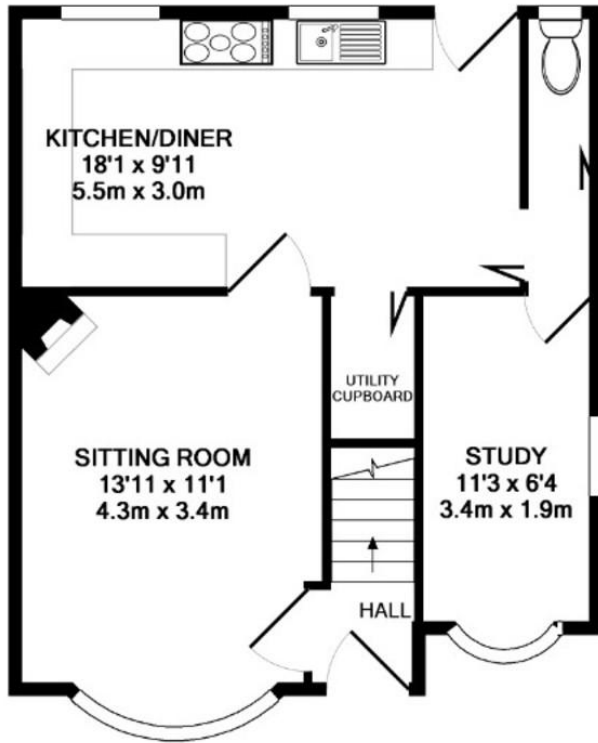 KITCHEN/DINER
18'1 x 9'11
5.5m x 3.0m
UTILITY
CUPBOARD
SITTING ROOM
13'11 x 11'1
4.3m x 3.4m
STUDY
11'3 x 6'4
3.4m x 1.9m
HALL